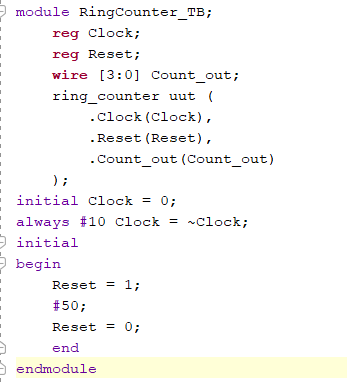 module RingCounter_TB;
    reg Clock;
    reg Reset;
    wire [3:0] Count_out;
    ring_counter uut (
        .Clock(Clock),
        .Reset(Reset),
        .Count_out(Count_out)
    );
initial Clock = 0;
always #10 Clock = ~Clock;
initial
begin
    Reset = 1;
    #50;
    Reset = 0;
    end
endmodule